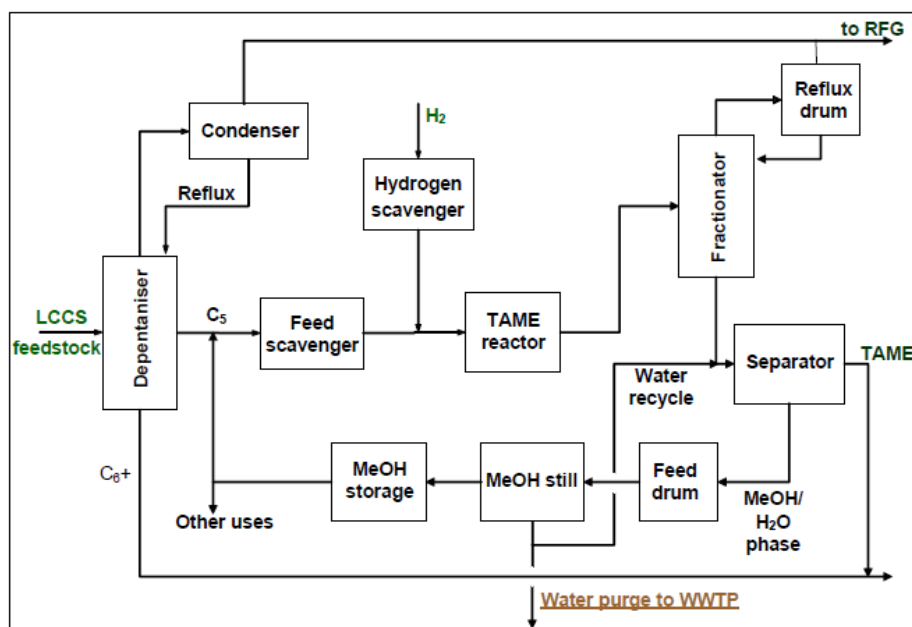 to RFG
Reflux
drum
Condenser
H₂
Reflux
Hydrogen
scavenger
Fractionator
Depentaniser
LCCS
feedstock
C₅
Feed
scavenger
TAME
reactor
Water
recycle
Separator
TAME
C₆+
MeOH
storage
MeOH still
Feed
drum
Other uses
MeOH/
H₂O
phase
Water purge to WWTP